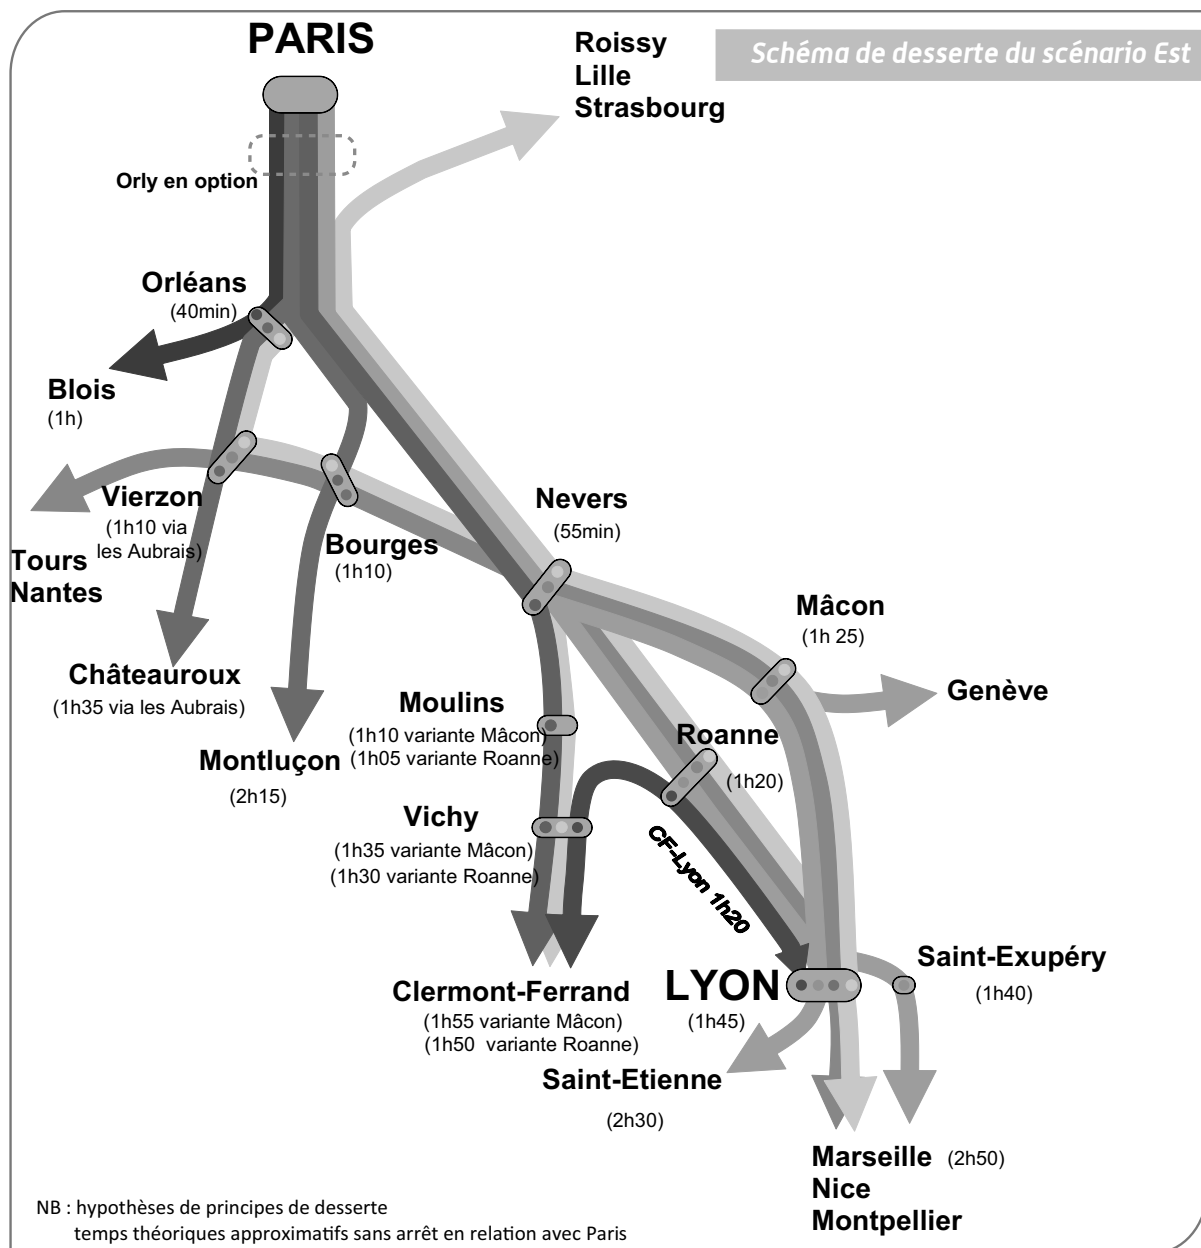 PARIS
Roissy
Lille
Strasbourg
Schéma de desserte du scénario Est
Orly en option
Orléans
(40min)
Blois
(1h)
Vierzon
(1h10 via
les Aubrais)
Tours
Nantes
Bourges
(1h10)
Nevers
(55min)
Mâcon
(1h 25)
Genève
Châteauroux
(1h35 via les Aubrais)
Montluçon
(2h15)
Moulins
(1h10 variante Mâcon)
(1h05 variante Roanne)
Roanne
(1h20)
Vichy
(1h35 variante Mâcon)
(1h30 variante Roanne)
CF-Lyon 1h20
Clermont-Ferrand
(1h55 variante Mâcon)
(1h50 variante Roanne)
LYON
(1h45)
Saint-Exupéry
(1h40)
Saint-Etienne
(2h30)
Marseille (2h50)
Nice
Montpellier
NB : hypothèses de principes de desserte
temps théoriques approximatifs sans arrêt en relation avec Paris